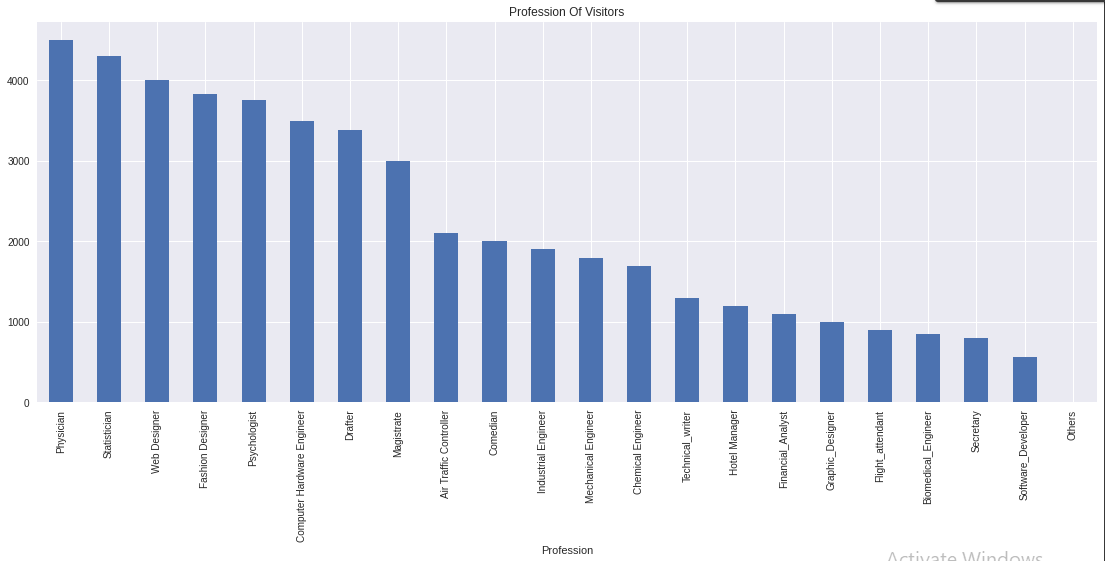 Profession Of Visitors
4000
3000
2000
1000
0
Physician
Statistician
Web Designer
Fashion Designer
Psychologist
Computer Hardware Engineer
Drafter
Magistrate
Air Traffic Controller
Comedian
Industrial Engineer
Mechanical Engineer
Chemical Engineer
Technical_writer
Hotel Manager
Financial_Analyst
Graphic_Designer
Flight_attendant
Biomedical_Engineer
Secretary
Software_Developer
Others
Profession
Activate Windows